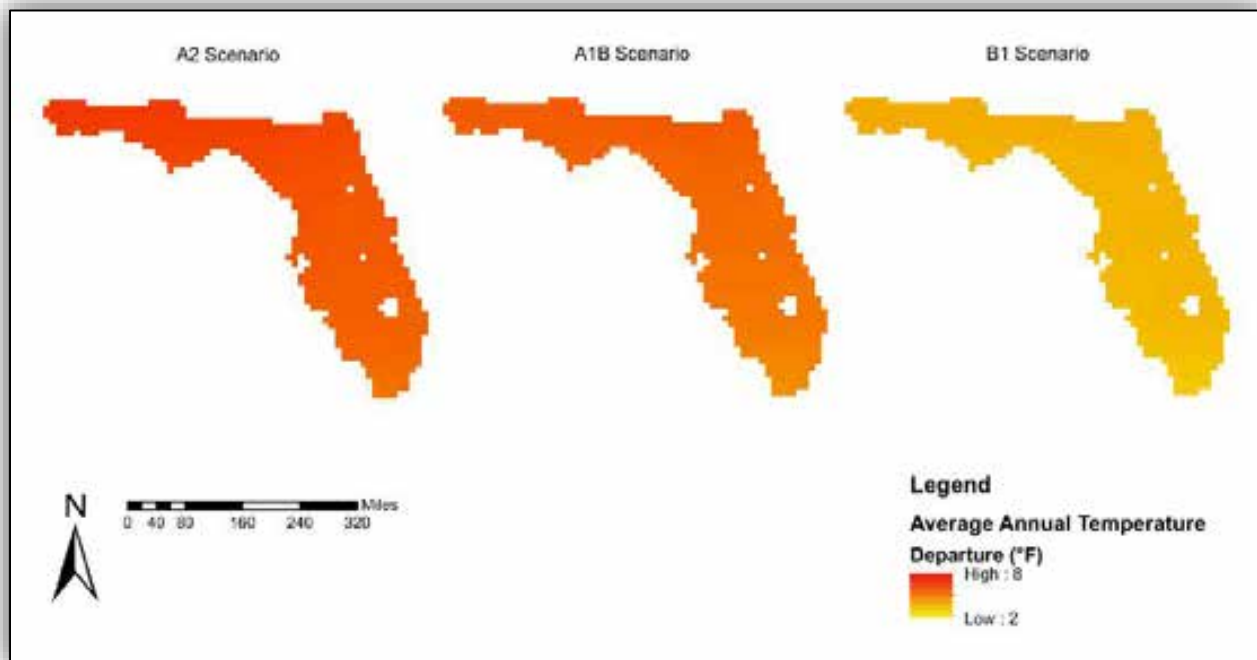 A2 Scenario
A1B Scenario
B1 Scenario
N
Miles
0 40 80 160 240 320
Legend
Average Annual Temperature
Departure (°F)
High : 8
Low : 2